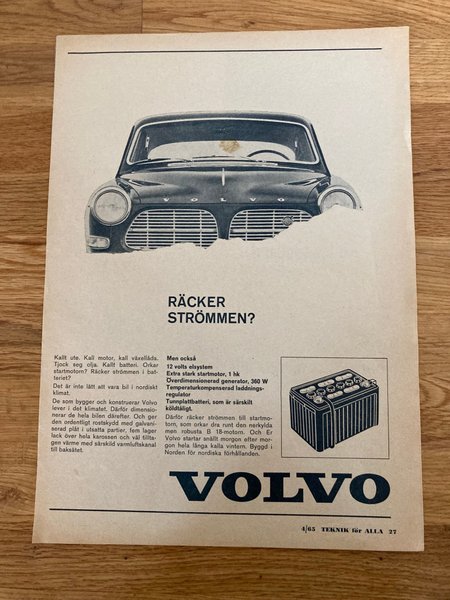 VOLVO
RÄCKER
STRÖMMEN?
Kallt ute. Kall motor, kall växellåda.
Tjock seg olja. Kallt batteri. Orkar
startmotorn? Räcker strömmen i bat-
teriet?
Det är inte lätt att vara bil i nordiskt
klimat.
De som bygger och konstruerar Volvo
lever i det klimatet. Därför dimensio-
nerar de hela bilen därefter. Och ger
den ordentligt rostskydd med galvani-
serad plåt i utsatta partier, fem lager
lack över hela karossen och väl tillta-
gen värme med särskild varmluftskanal
till baksätet.
Men också
12 volts elsystem
Extra stark startmotor, 1 hk
Överdimensionerad generator, 360 W
Temperaturkompenserad laddnings-
regulator
Tunnplattbatteri, som är särskilt
köldtåligt.
Därför räcker strömmen till startmo-
torn, som orkar dra runt den nerkylda
men robusta B 18-motorn. Och Er
Volvo startar snällt morgon efter mor-
gon hela långa kalla vintern. Byggd i
Norden för nordiska förhållanden.
VOLVO
4/65 TEKNIK för ALLA 27